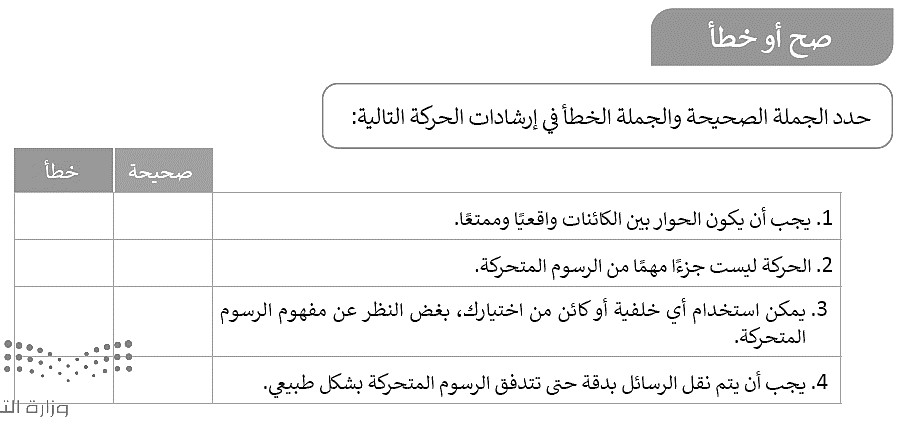 صح أو خطأ
حدد الجملة الصحيحة والجملة الخطأ في إرشادات الحركة التالية:
صحيحة خطأ
1. يجب أن يكون الحوار بين الكائنات واقعيًا وممتعًا.
2. الحركة ليست جزءًا مهمًا من الرسوم المتحركة.
3. يمكن استخدام أي خلفية أو كائن من اختيارك، بغض النظر عن مفهوم الرسوم
المتحركة.
4. يجب أن يتم نقل الرسائل بدقة حتى تتدفق الرسوم المتحركة بشكل طبيعي.
وزارة